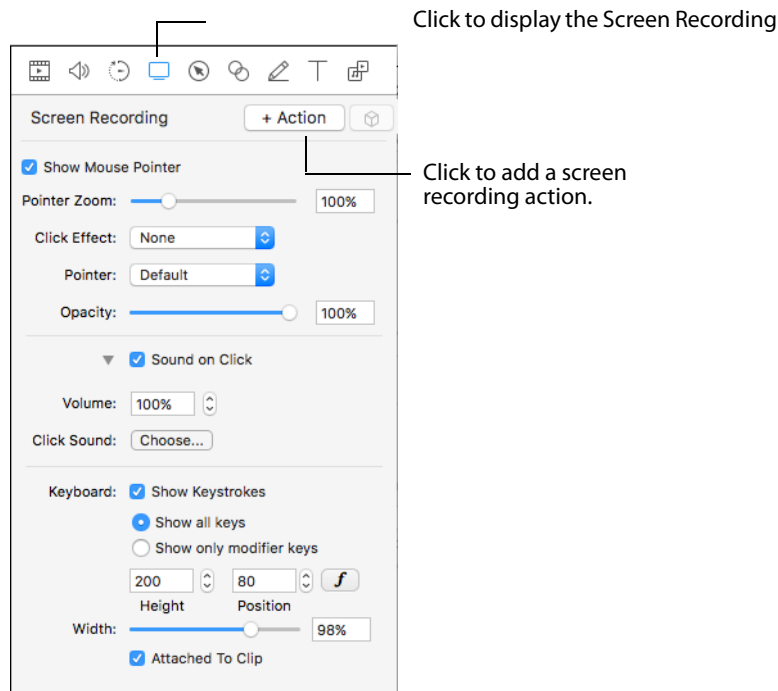 Click to display the Screen Recording
Screen Recording
+ Action
Click to add a screen
recording action.
Show Mouse Pointer
Pointer Zoom: 100%
Click Effect: None
Pointer: Default
Opacity: 100%
Sound on Click
Volume: 100%
Click Sound: Choose...
Keyboard: Show Keystrokes
Show all keys
Show only modifier keys
200 80 f
Height Position
Width: 98%
Attached To Clip